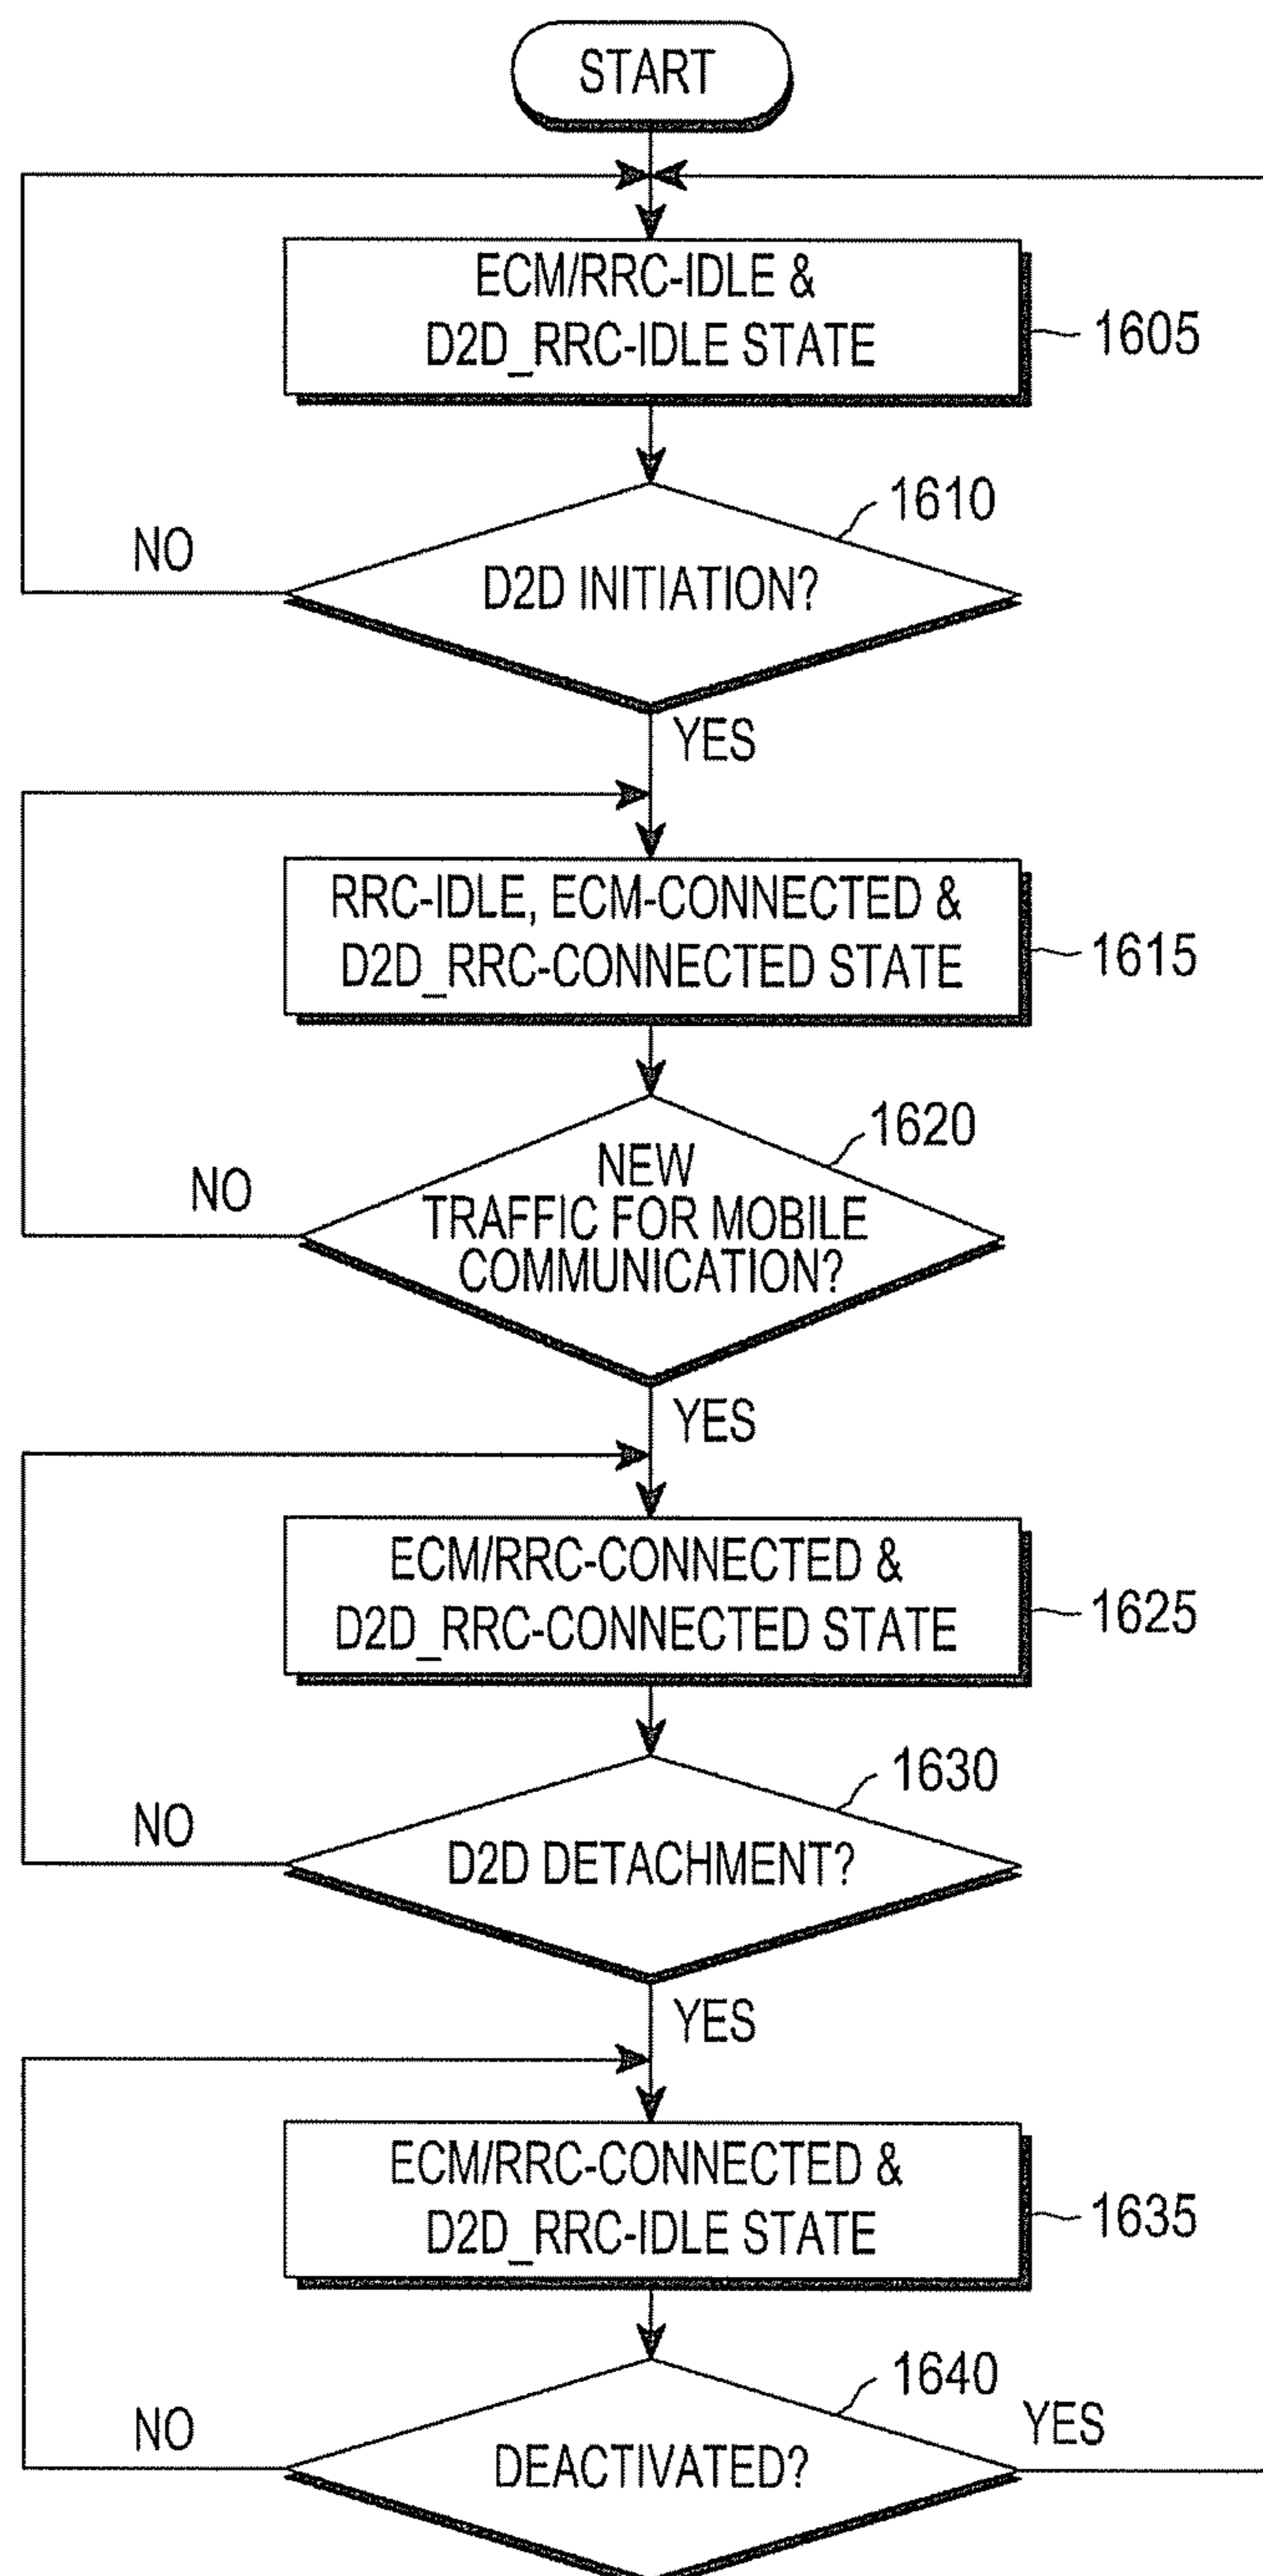 START
ECM/RRC-IDLE &
D2D_RRC-IDLE STATE
1605
1610
D2D INITIATION?
NO
YES
RRC-IDLE, ECM-CONNECTED &
D2D_RRC-CONNECTED STATE
1615
1620
NEW
TRAFFIC FOR MOBILE
COMMUNICATION?
NO
YES
ECM/RRC-CONNECTED &
D2D_RRC-CONNECTED STATE
1625
1630
D2D DETACHMENT?
NO
YES
ECM/RRC-CONNECTED &
D2D_RRC-IDLE STATE
1635
1640
DEACTIVATED?
NO
YES